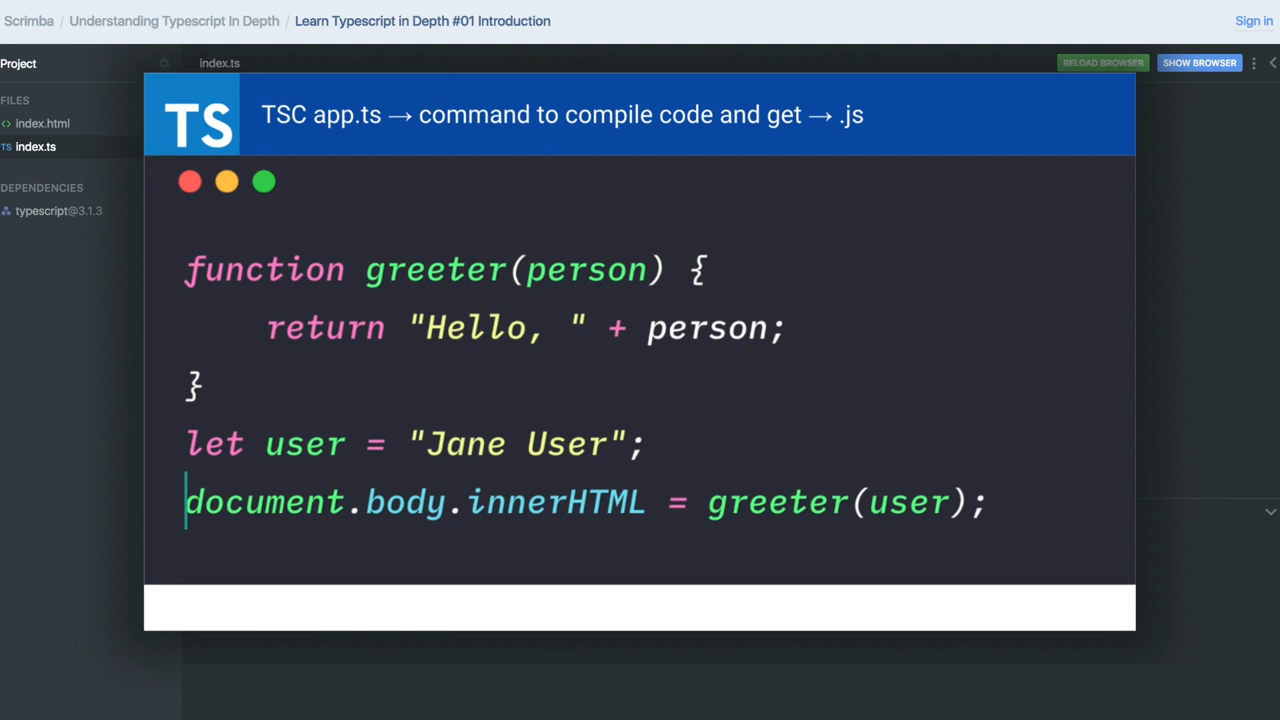 Scrimba / Understanding Typescript In Depth / Learn Typescript in Depth #01 Introduction
Sign in
Project
index.ts
RELOAD BROWSER
SHOW BROWSER
FILES
<> index.html
TS index.ts
DEPENDENCIES
typescript@3.1.3
TS
TSC app.ts → command to compile code and get → .js
function greeter(person) {
return "Hello, " + person;
}
let user = "Jane User";
document.body.innerHTML = greeter(user);